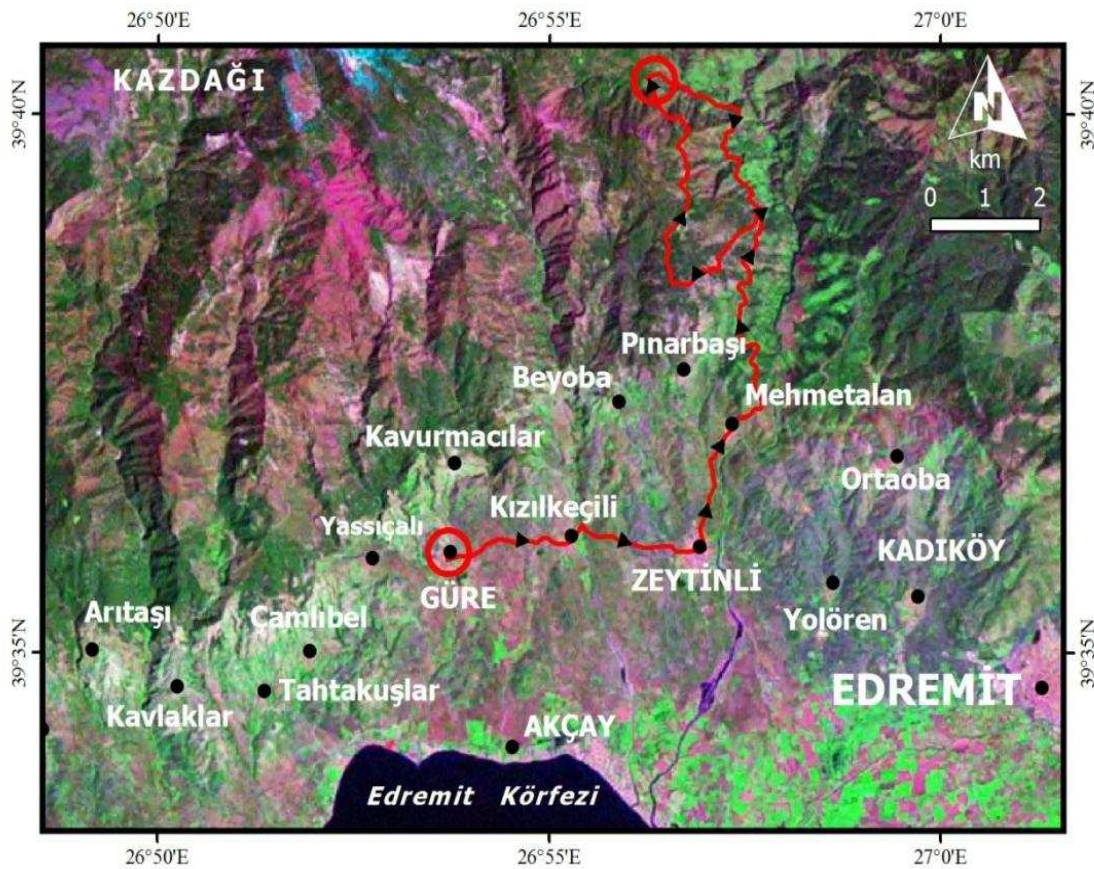 26°50'E 26°55'E 27°0'E
KAZDAĞI
39°40'N 39°40'N
N
km
0 1 2
Pınarbaşı
Beyoba
Mehmetalan
Kavurmacılar
Ortaoba
Kızılkeçili
Yassıçalı
KADIKÖY
GÜRE
ZEYTİNLİ
Arıtaşı
Camlıbel
Yolören
39°35'N 39°35'N
EDREMİT
Kavlaklar
Tahtakuşlar
AKÇAY
Edremit Körfezi
26°50'E 26°55'E 27°0'E